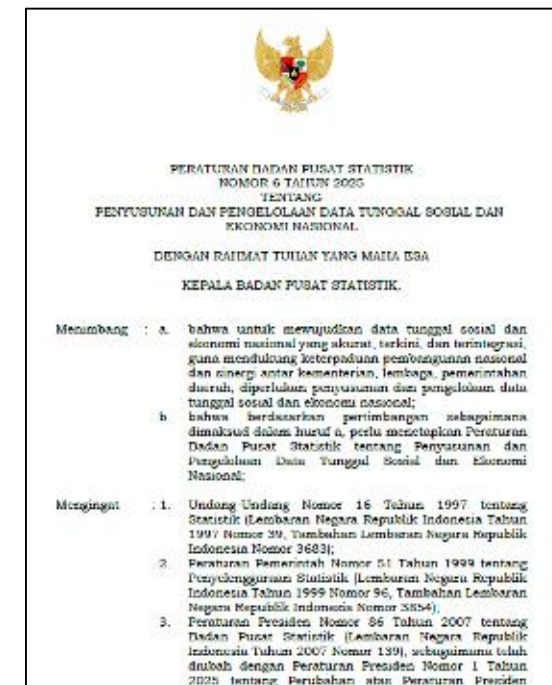 PERATURAN BADAN PUSAT STATISTIK
NOMOR 6 TAHUN 2025
TENTANG
PENYUSUNAN DAN PENGELOLAAN DATA TUNGGAL SOSIAL DAN
EKONOMI NASIONAL
DENGAN RAHMAT TUHAN YANG MAHA ESA
KEPALA BADAN PUSAT STATISTIK,
Menimbang : a. bahwa untuk mewujudkan data tunggal sosial dan
ekonomi nasional yang akurat, terkini, dan terintegrasi,
guna mendukung keterpaduan pembangunan nasional
dan sinergi antar kementerian, lembaga, pemerintahan
daerah, diperlukan penyusunan dan pengelolaan data
tunggal sosial dan ekonomi nasional;
b. bahwa berdasarkan pertimbangan sebagaimana
dimaksud dalam huruf a, perlu menetapkan Peraturan
Badan Pusat Statistik tentang Penyusunan dan
Pengelolaan Data Tunggal Sosial dan Ekonomi
Nasional;
Mengingat : 1. Undang-Undang Nomor 16 Tahun 1997 tentang
Statistik (Lembaran Negara Republik Indonesia Tahun
1997 Nomor 39, Tambahan Lembaran Negara Republik
Indonesia Nomor 3683);
2. Peraturan Pemerintah Nomor 51 Tahun 1999 tentang
Penyelenggaraan Statistik (Lembaran Negara Republik
Indonesia Tahun 1999 Nomor 96, Tambahan Lembaran
Negara Republik Indonesia Nomor 3854);
3. Peraturan Presiden Nomor 86 Tahun 2007 tentang
Badan Pusat Statistik (Lembaran Negara Republik
Indonesia Tahun 2007 Nomor 139), sebagaimana telah
diubah dengan Peraturan Presiden Nomor 1 Tahun
2025 tentang Perubahan atas Peraturan Presiden